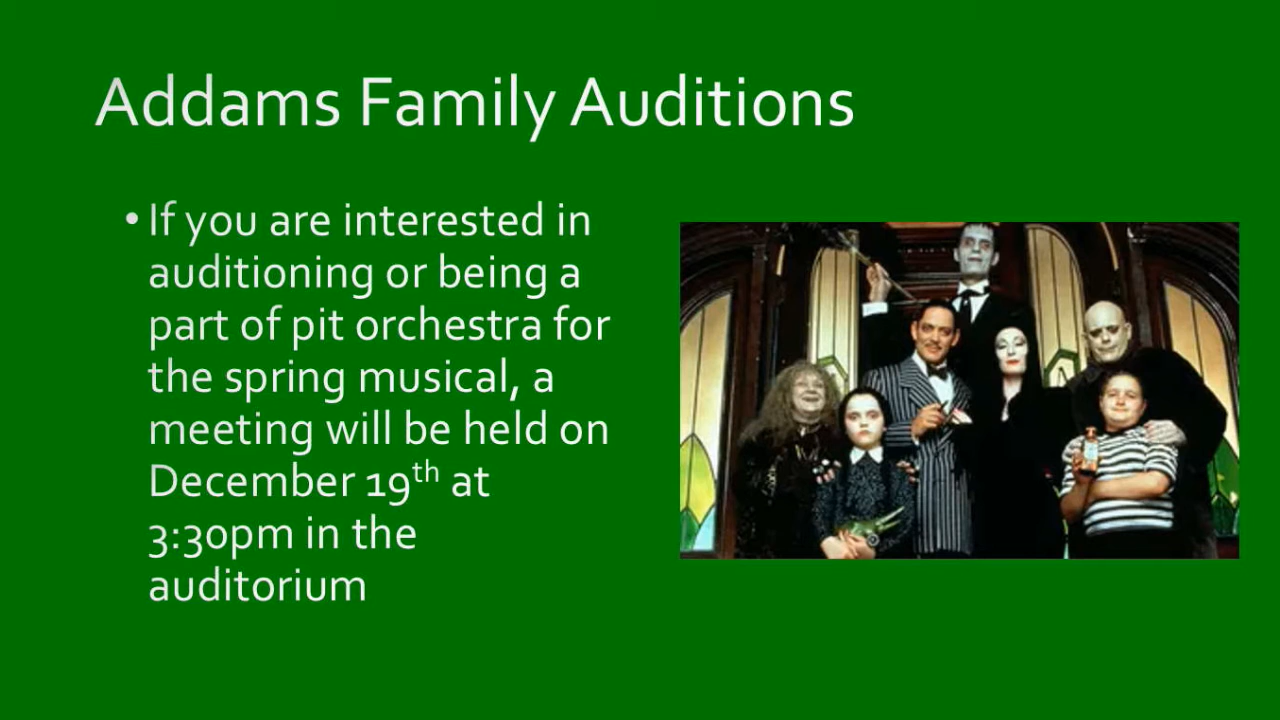 Addams Family Auditions
• If you are interested in
auditioning or being a
part of pit orchestra for
the spring musical, a
meeting will be held on
December 19th at
3:30pm in the
auditorium